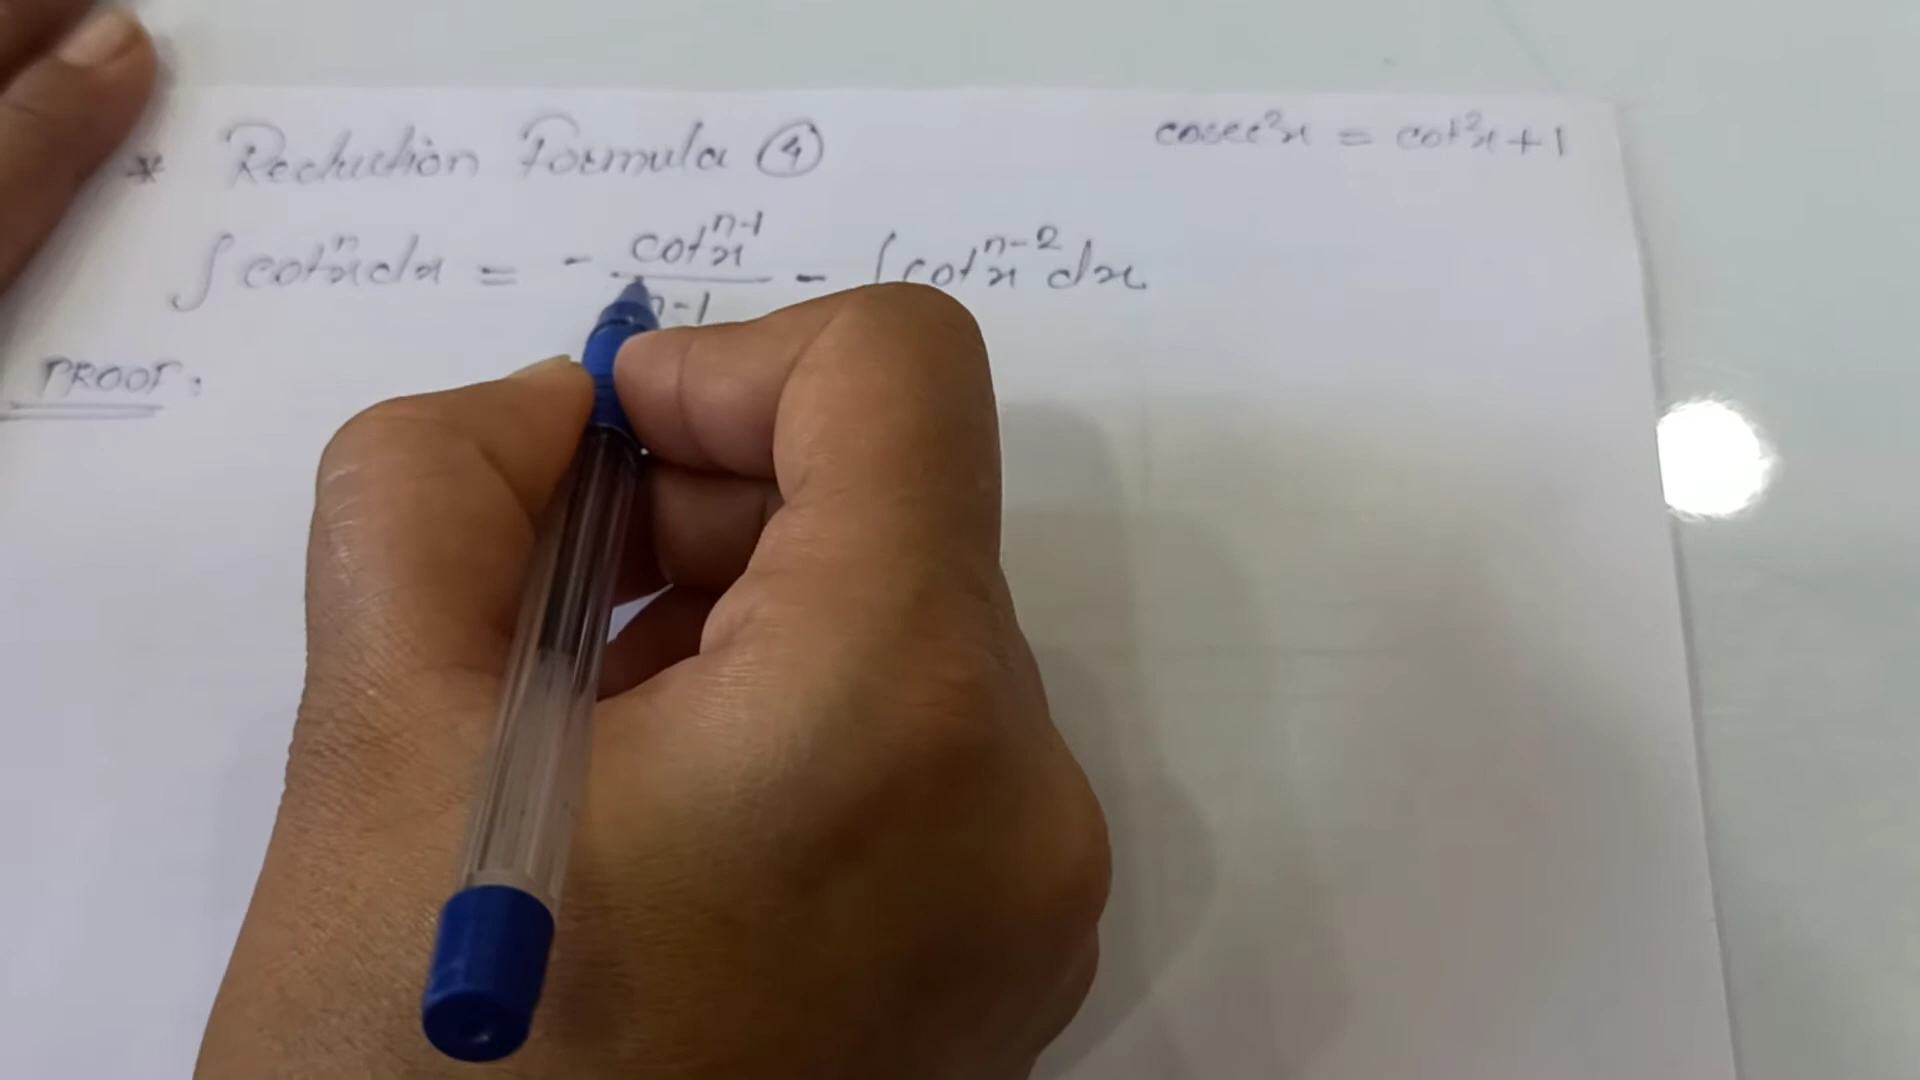 * Reduction Formula ④
cosec²x = cot²x + 1
∫ cotⁿx dx = - cotⁿ⁻¹x / n-1 - ∫ cotⁿ⁻²x dx
PROOF: